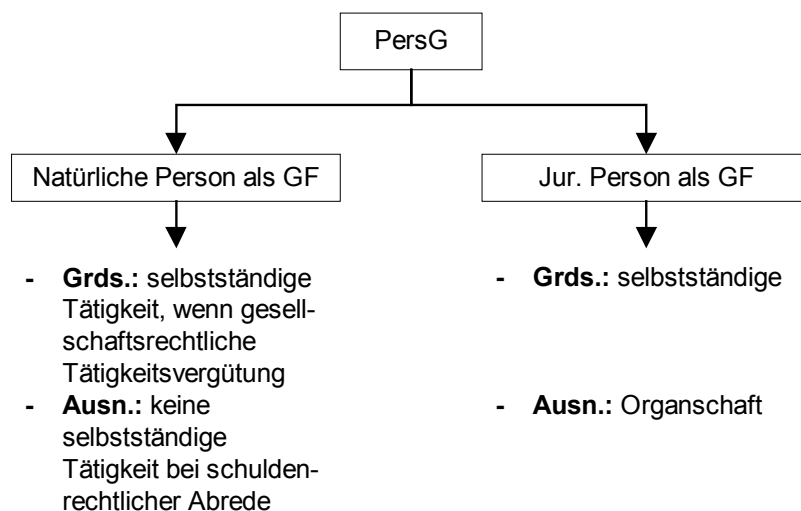 PersG
Natürliche Person als GF
Jur. Person als GF
- Grds.: selbstständige
Tätigkeit, wenn gesell-
schaftsrechtliche
Tätigkeitsvergütung
- Ausn.: keine
selbstständige
Tätigkeit bei schulden-
rechtlicher Abrede
- Grds.: selbstständige
- Ausn.: Organschaft